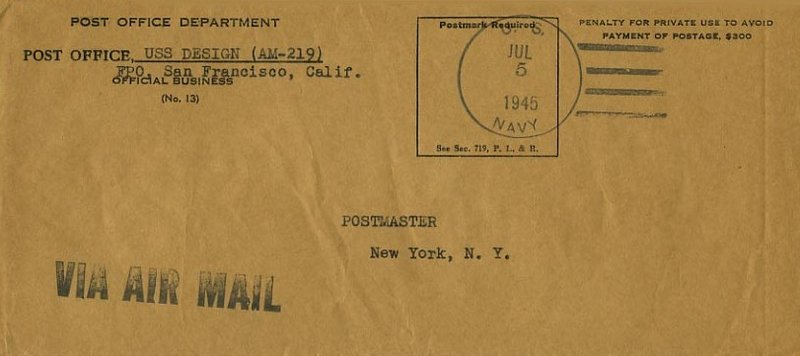 POST OFFICE DEPARTMENT
POST OFFICE, USS DESIGN (AM-219)
FPO, San Francisco, Calif.
OFFICIAL BUSINESS
(No. 13)
Postmark Required
U. S.
JUL
5
1945
NAVY
See Sec. 719, P. L. & R.
PENALTY FOR PRIVATE USE TO AVOID
PAYMENT OF POSTAGE, $300
POSTMASTER
New York, N. Y.
VIA AIR MAIL